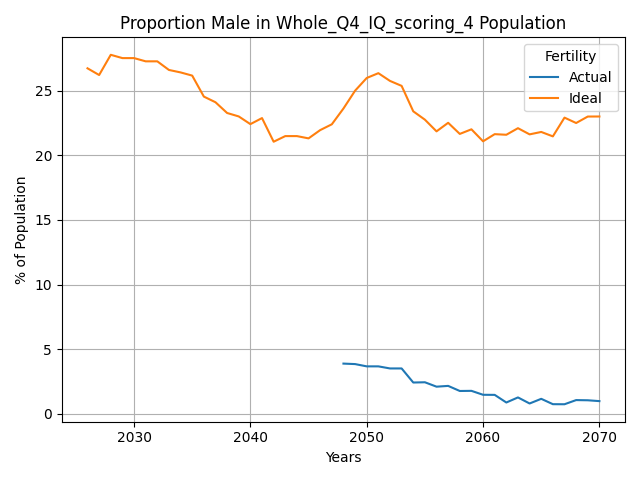 Proportion Male in Whole_Q4_IQ_scoring_4 Population
Fertility
Actual
Ideal
% of Population
25
20
15
10
5
0
2030 2040 2050 2060 2070
Years